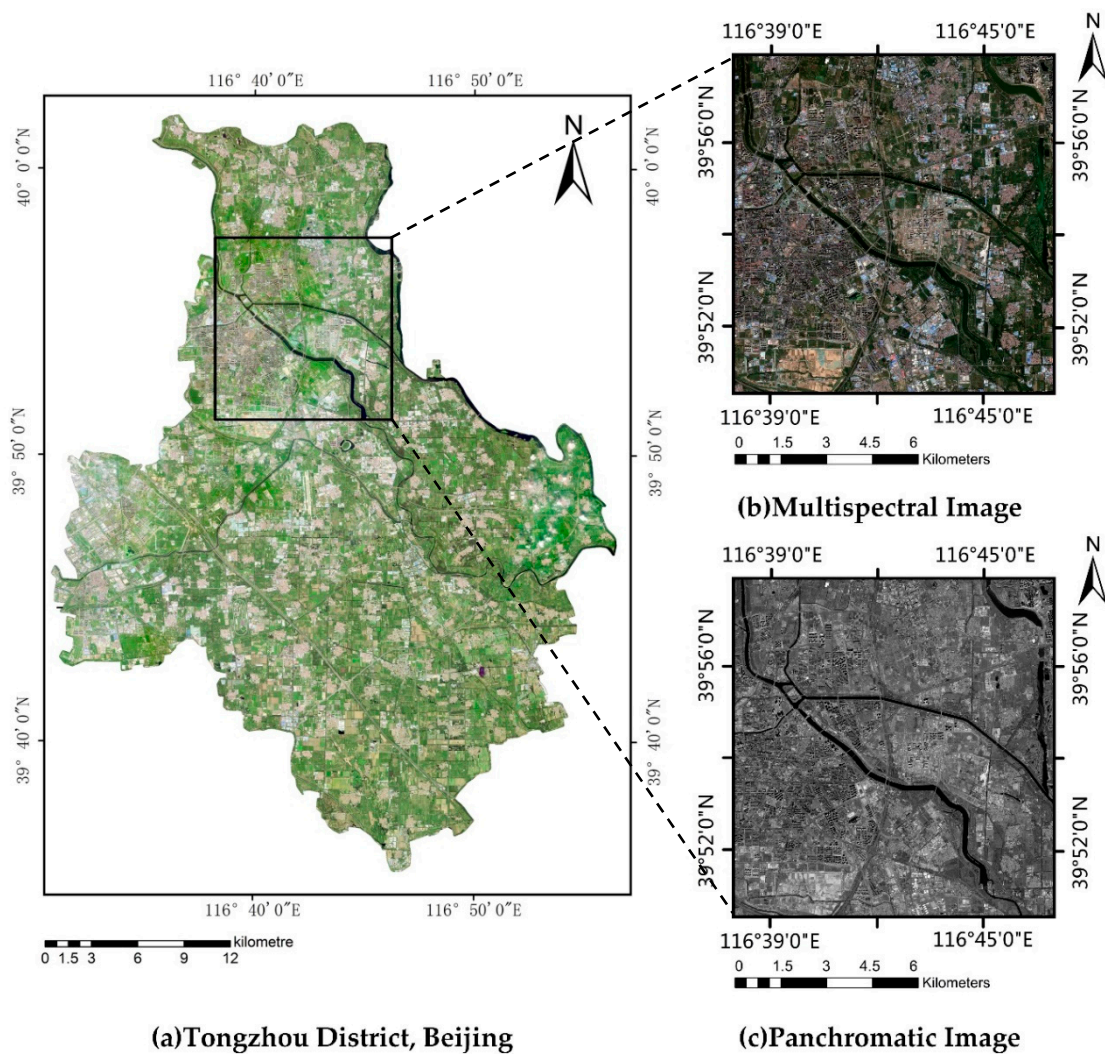 116° 40′ 0″E 116° 50′ 0″E
N
40° 0′ 0″N 40° 0′ 0″N
39° 50′ 0″N 39° 50′ 0″N
39° 40′ 0″N 39° 40′ 0″N
116° 40′ 0″E 116° 50′ 0″E
kilometre
0 1.5 3 6 9 12
(a)Tongzhou District, Beijing
116°39'0"E 116°45'0"E
N
39°56'0"N 39°56'0"N
39°52'0"N 39°52'0"N
116°39'0"E 116°45'0"E
0 1.5 3 4.5 6
Kilometers
(b)Multispectral Image
116°39'0"E 116°45'0"E
N
39°56'0"N 39°56'0"N
39°52'0"N 39°52'0"N
116°39'0"E 116°45'0"E
0 1.5 3 4.5 6
Kilometers
(c)Panchromatic Image